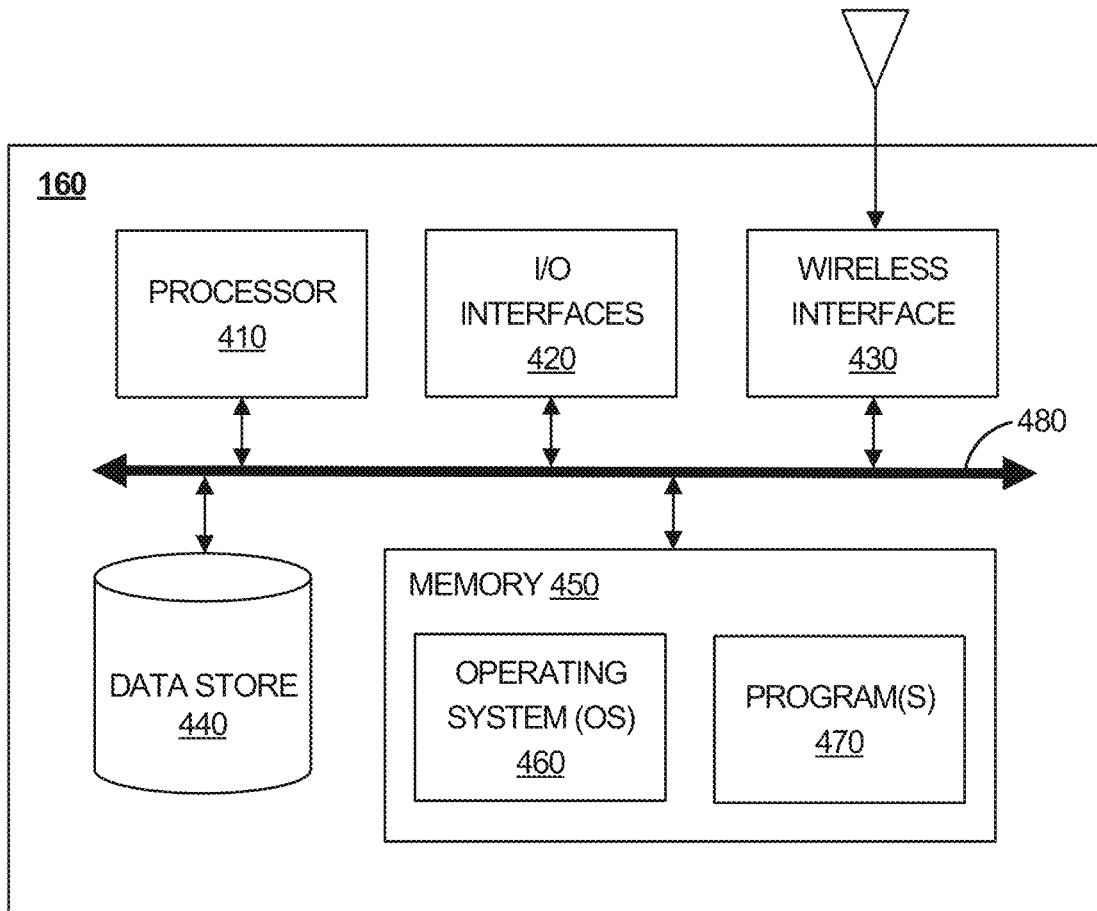 160
PROCESSOR
410
I/O
INTERFACES
420
WIRELESS
INTERFACE
430
480
DATA STORE
440
MEMORY 450
OPERATING
SYSTEM (OS)
460
PROGRAM(S)
470